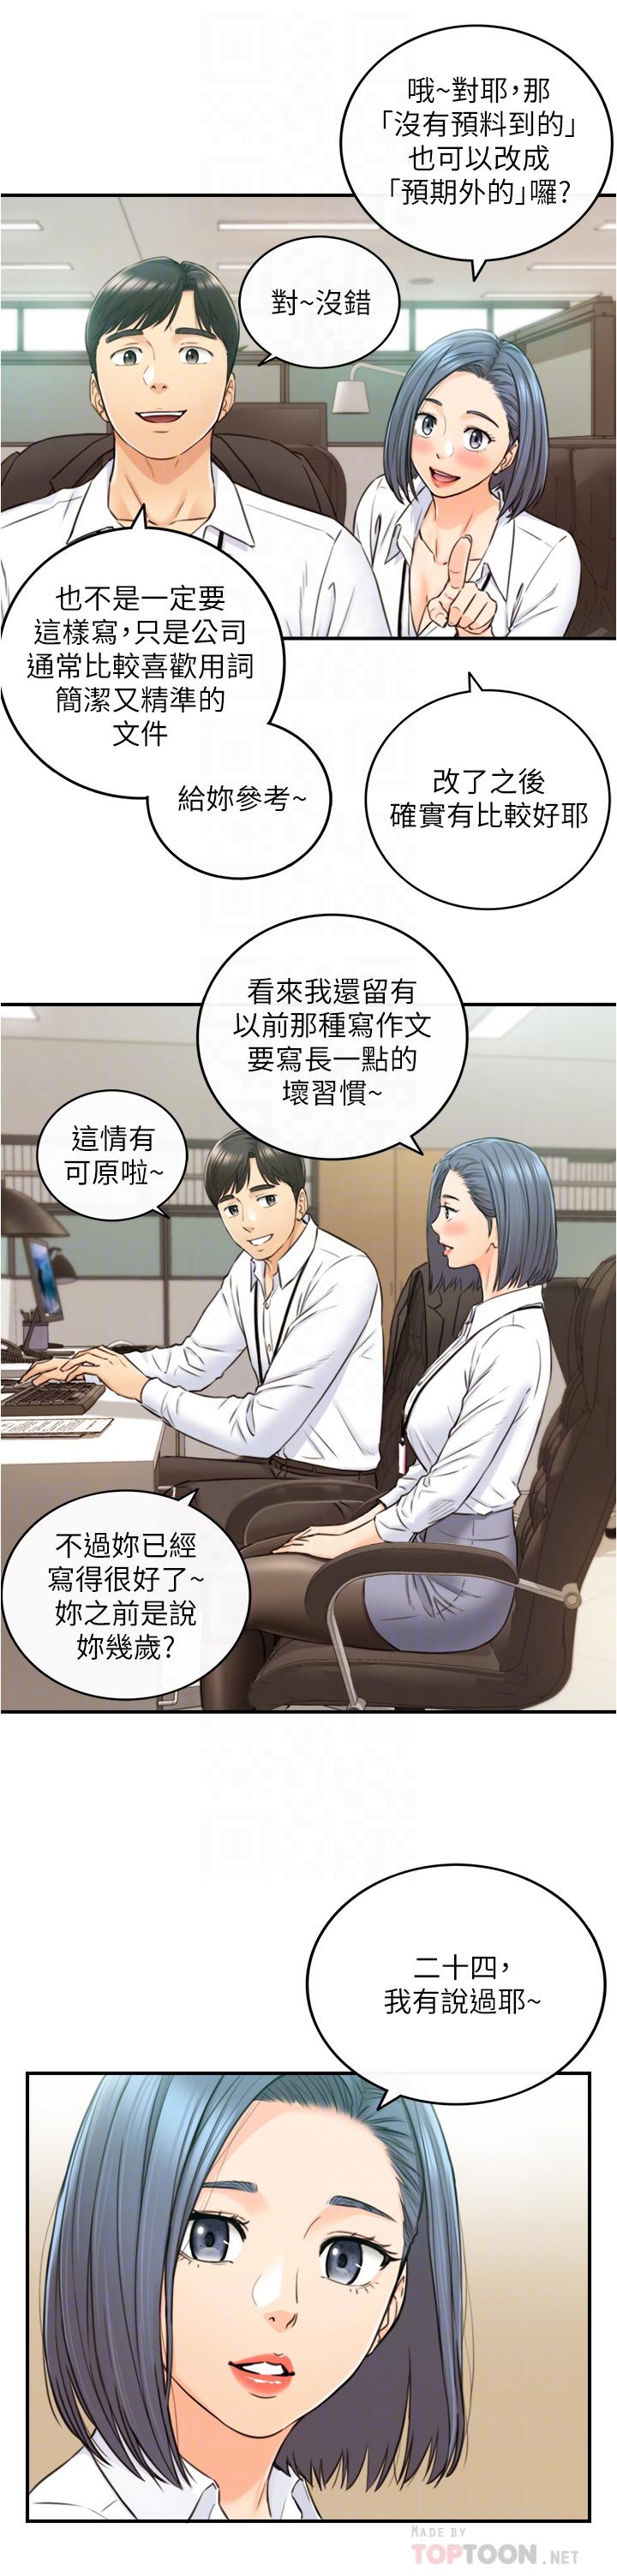 哦~對耶，那
「沒有預料到的」
也可以改成
「預期外的」囉?
對~沒錯
也不是一定要
這樣寫，只是公司
通常比較喜歡用詞
簡潔又精準的
文件
給妳參考~
改了之後
確實有比較好耶
看來我還留有
以前那種寫作文
要寫長一點的
壞習慣~
這情有
可原啦~
不過妳已經
寫得很好了~
妳之前是說
妳幾歲?
二十四，
我有說過耶~
MADE BY
TOPTOON.NET